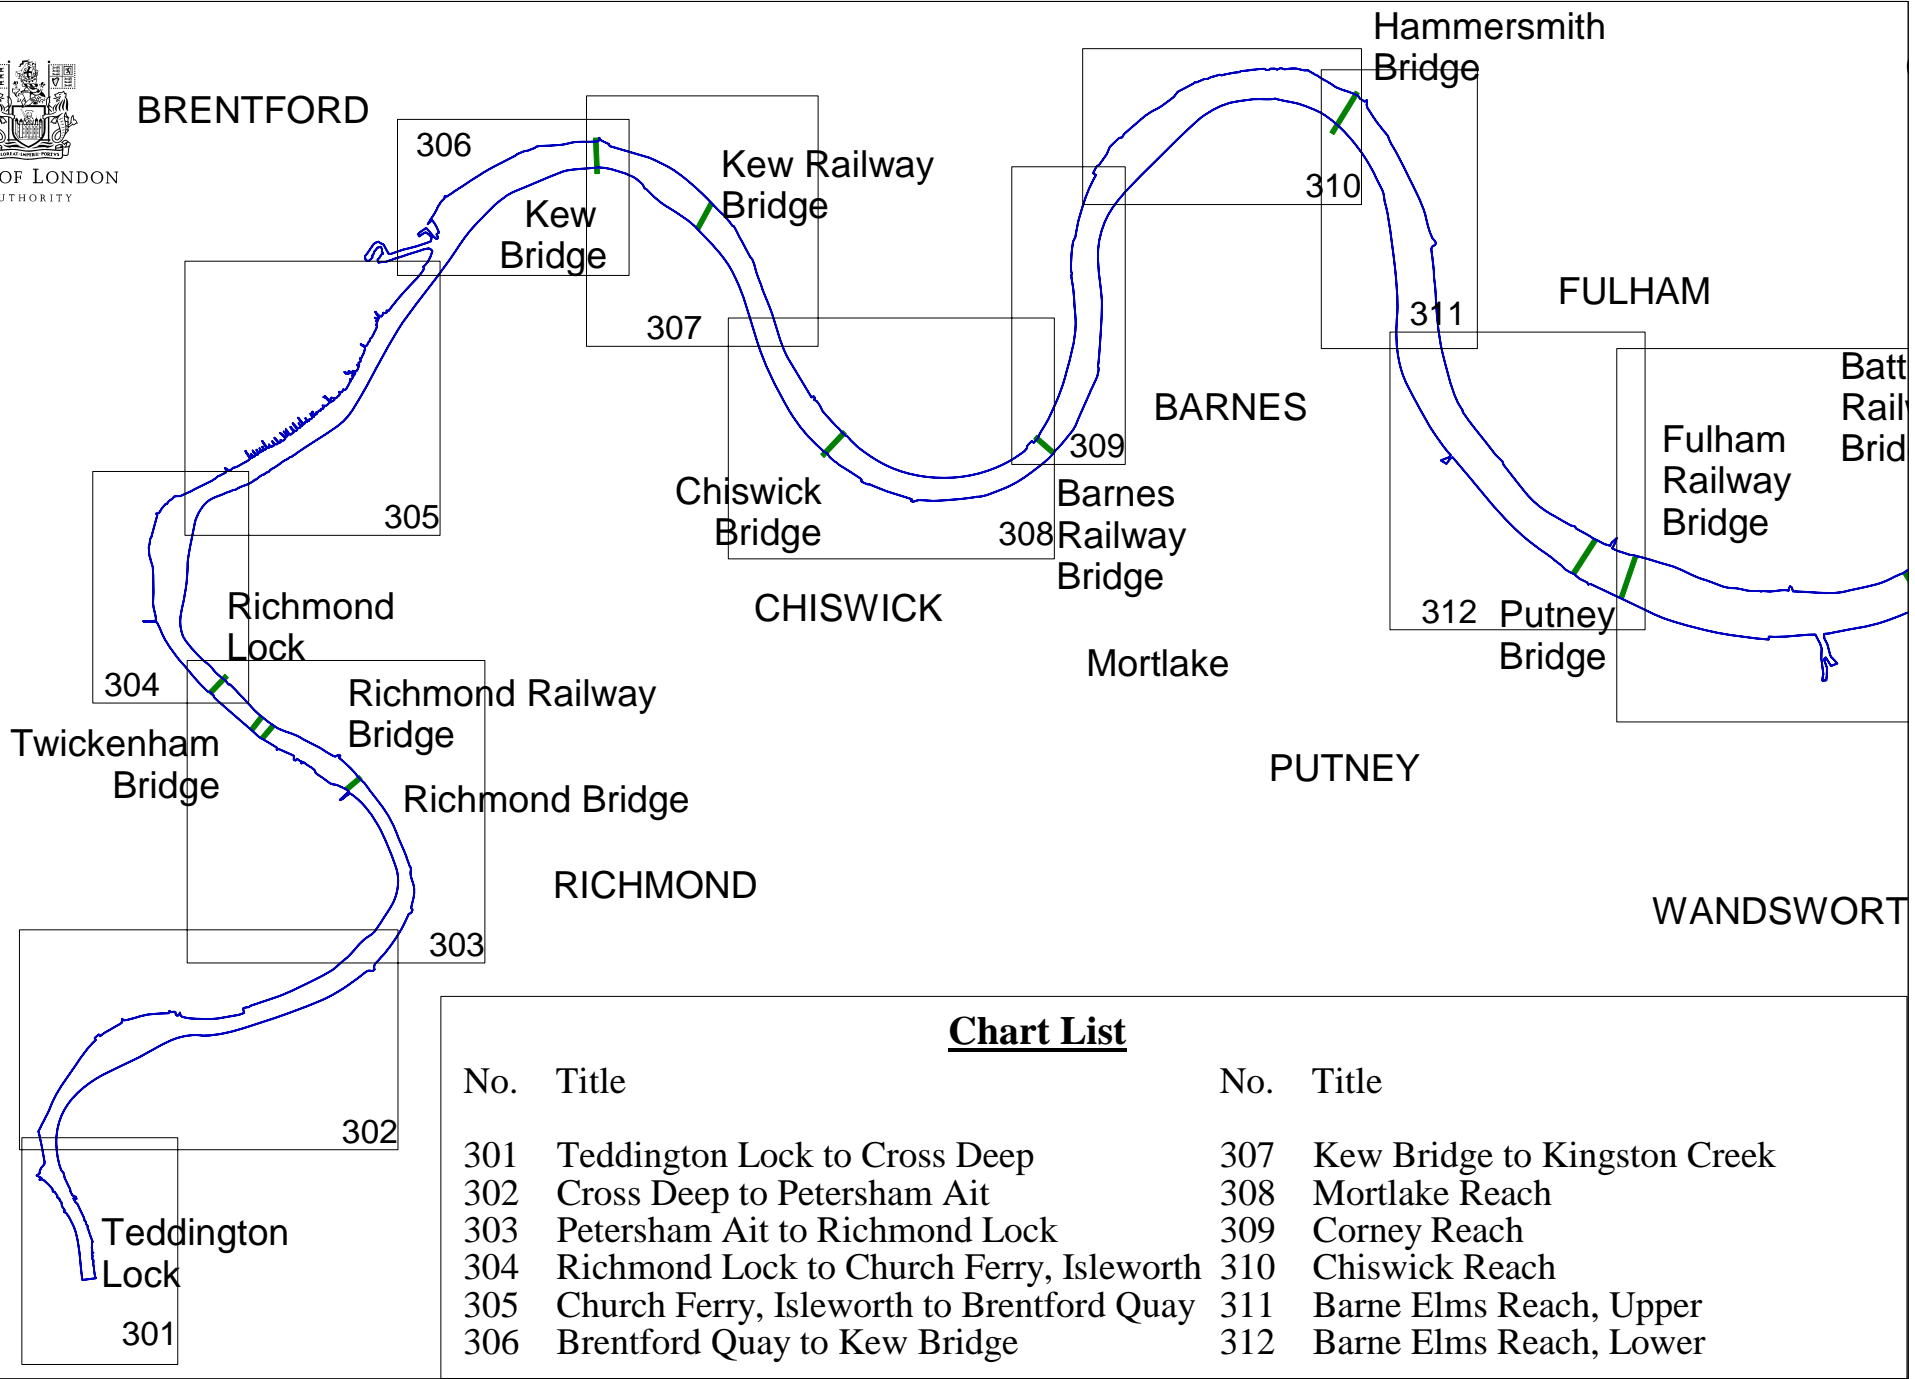 OF LONDON
BRENTFORD
306
Kew
Bridge
Kew Railway
Bridge
307
Hammersmith
Bridge
310
311
FULHAM
BARNES
309
Chiswick
Bridge
308
Barnes
Railway
Bridge
CHISWICK
Mortlake
PUTNEY
Fulham
Railway
Bridge
312
Putney
Bridge
WANDSWORT
305
Richmond
Lock
304
Richmond Railway
Bridge
Twickenham
Bridge
Richmond Bridge
RICHMOND
303
302
Teddington
Lock
301
Chart List
No. Title
301 Teddington Lock to Cross Deep
302 Cross Deep to Petersham Ait
303 Petersham Ait to Richmond Lock
304 Richmond Lock to Church Ferry, Isleworth
305 Church Ferry, Isleworth to Brentford Quay
306 Brentford Quay to Kew Bridge
No. Title
307 Kew Bridge to Kingston Creek
308 Mortlake Reach
309 Corney Reach
310 Chiswick Reach
311 Barne Elms Reach, Upper
312 Barne Elms Reach, Lower